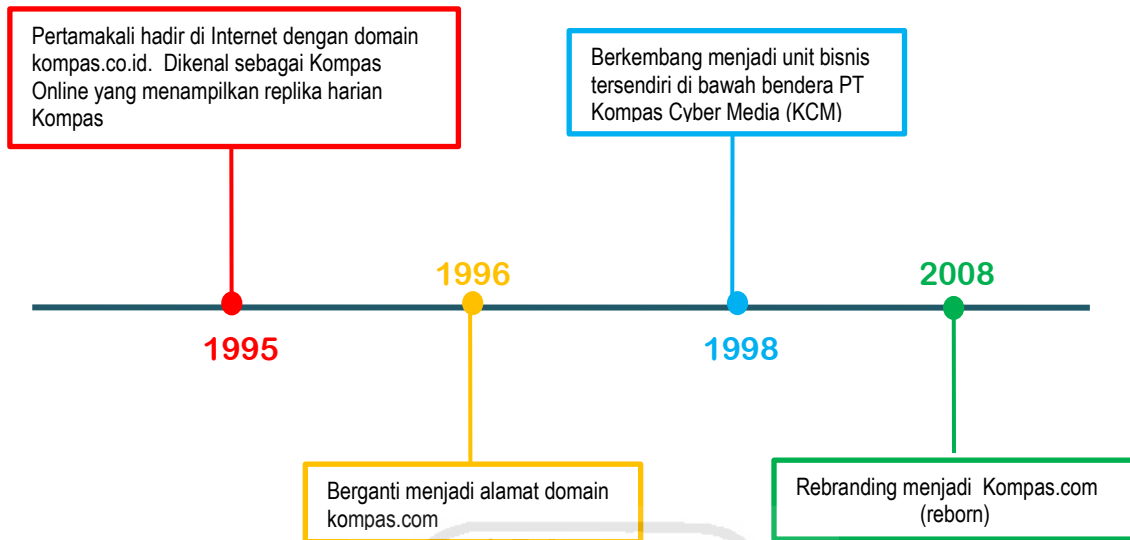 Pertamakali hadir di Internet dengan domain
kompas.co.id. Dikenal sebagai Kompas
Online yang menampilkan replika harian
Kompas
Berkembang menjadi unit bisnis
tersendiri di bawah bendera PT
Kompas Cyber Media (KCM)
1996
2008
1995
1998
Berganti menjadi alamat domain
kompas.com
Rebranding menjadi Kompas.com
(reborn)